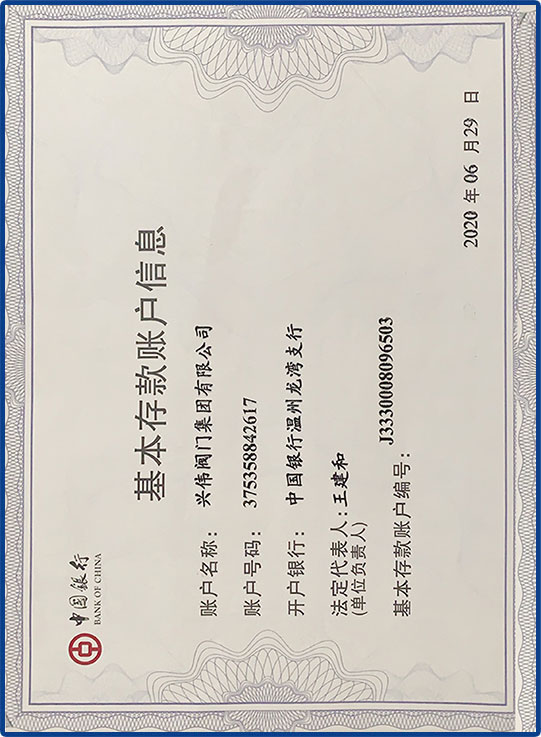 中国银行
BANK OF CHINA
基本存款账户信息
账户名称： 兴伟阀门集团有限公司
账户号码： 375358842617
开户银行： 中国银行温州龙湾支行
法定代表人：王建和
(单位负责人)
基本存款账户编号： J3330008096503
2020 年 06 月 29 日